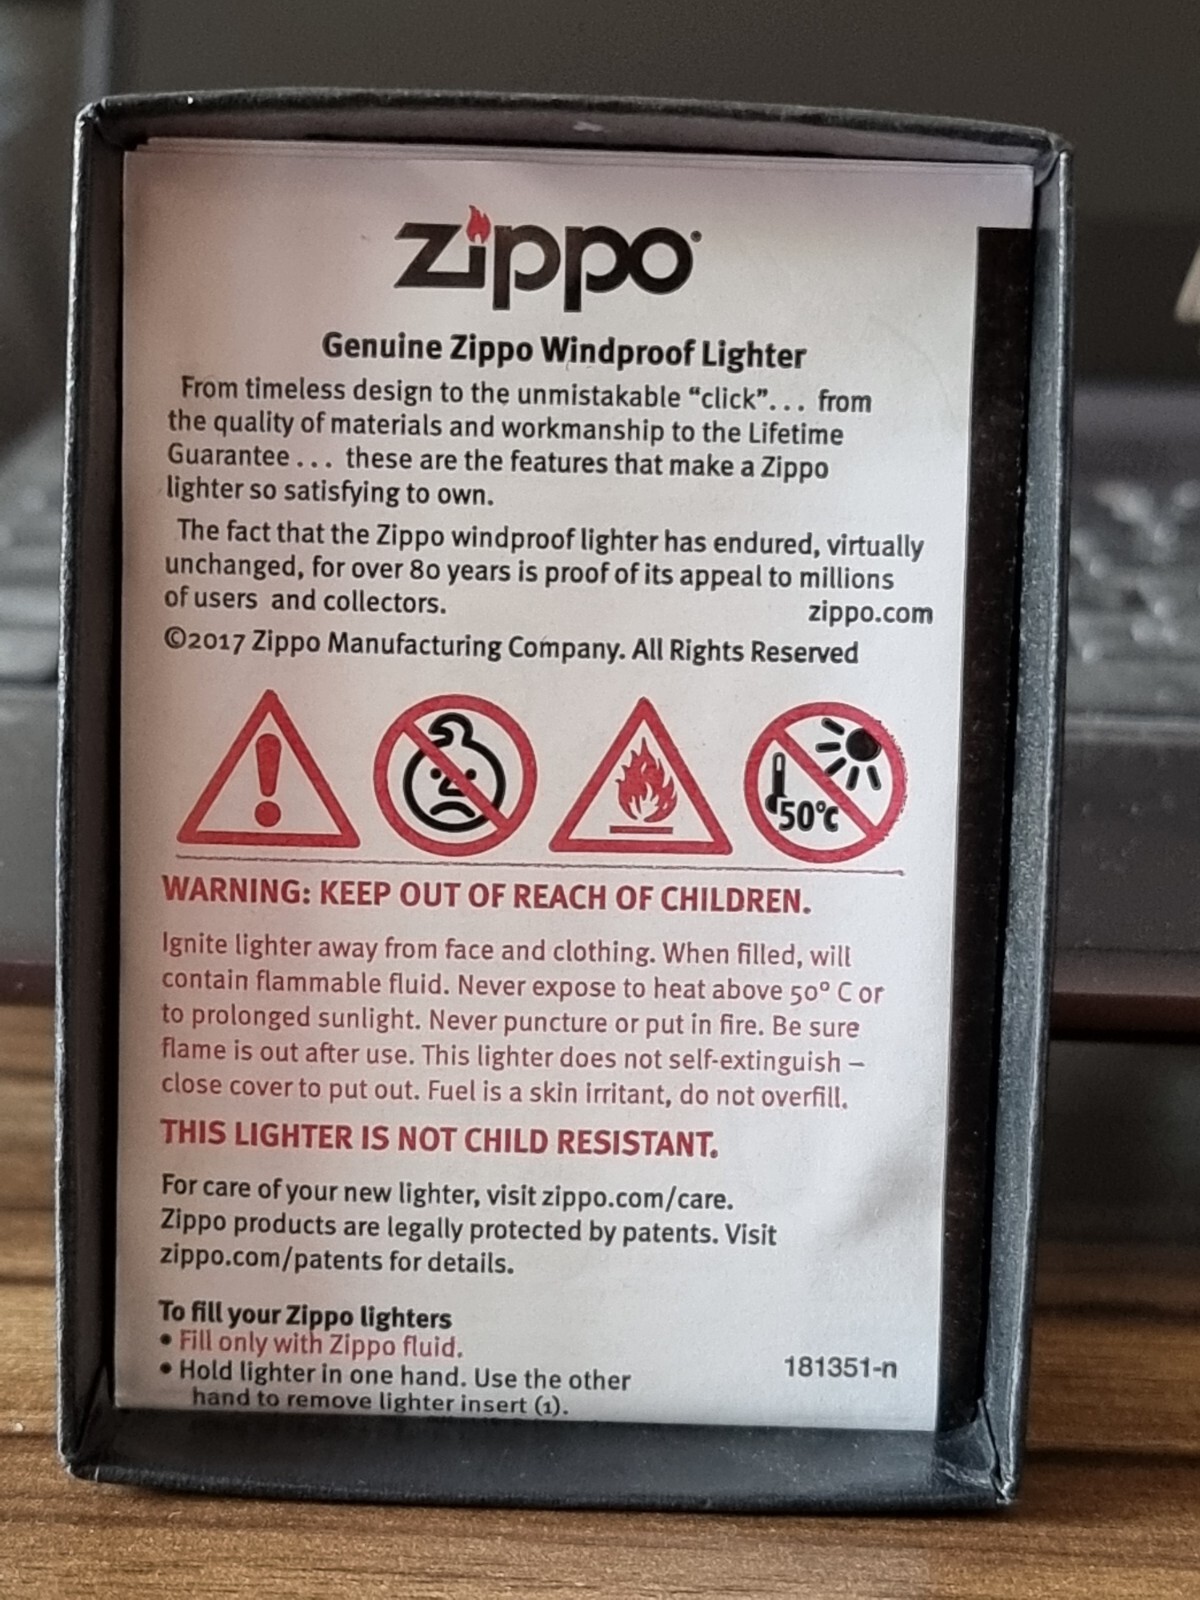 zippo
Genuine Zippo Windproof Lighter
From timeless design to the unmistakable “click”... from
the quality of materials and workmanship to the Lifetime
Guarantee ... these are the features that make a Zippo
lighter so satisfying to own.
The fact that the Zippo windproof lighter has endured, virtually
unchanged, for over 80 years is proof of its appeal to millions
of users and collectors. zippo.com
©2017 Zippo Manufacturing Company. All Rights Reserved
50°C
WARNING: KEEP OUT OF REACH OF CHILDREN.
Ignite lighter away from face and clothing. When filled, will
contain flammable fluid. Never expose to heat above 50° C or
to prolonged sunlight. Never puncture or put in fire. Be sure
flame is out after use. This lighter does not self-extinguish –
close cover to put out. Fuel is a skin irritant, do not overfill.
THIS LIGHTER IS NOT CHILD RESISTANT.
For care of your new lighter, visit zippo.com/care.
Zippo products are legally protected by patents. Visit
zippo.com/patents for details.
To fill your Zippo lighters
• Fill only with Zippo fluid.
• Hold lighter in one hand. Use the other
hand to remove lighter insert (1).
181351-n